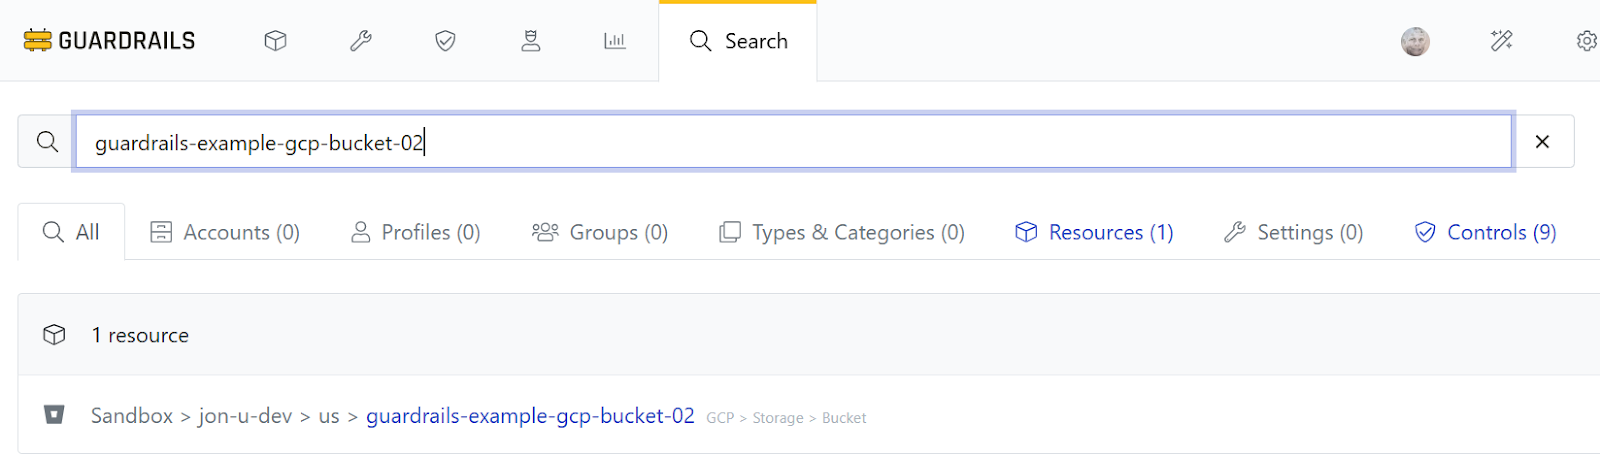 GUARDRAILS Search
guardrails-example-gcp-bucket-02
All Accounts (0) Profiles (0) Groups (0) Types & Categories (0) Resources (1) Settings (0) Controls (9)
1 resource
Sandbox > jon-u-dev > us > guardrails-example-gcp-bucket-02 GCP > Storage > Bucket